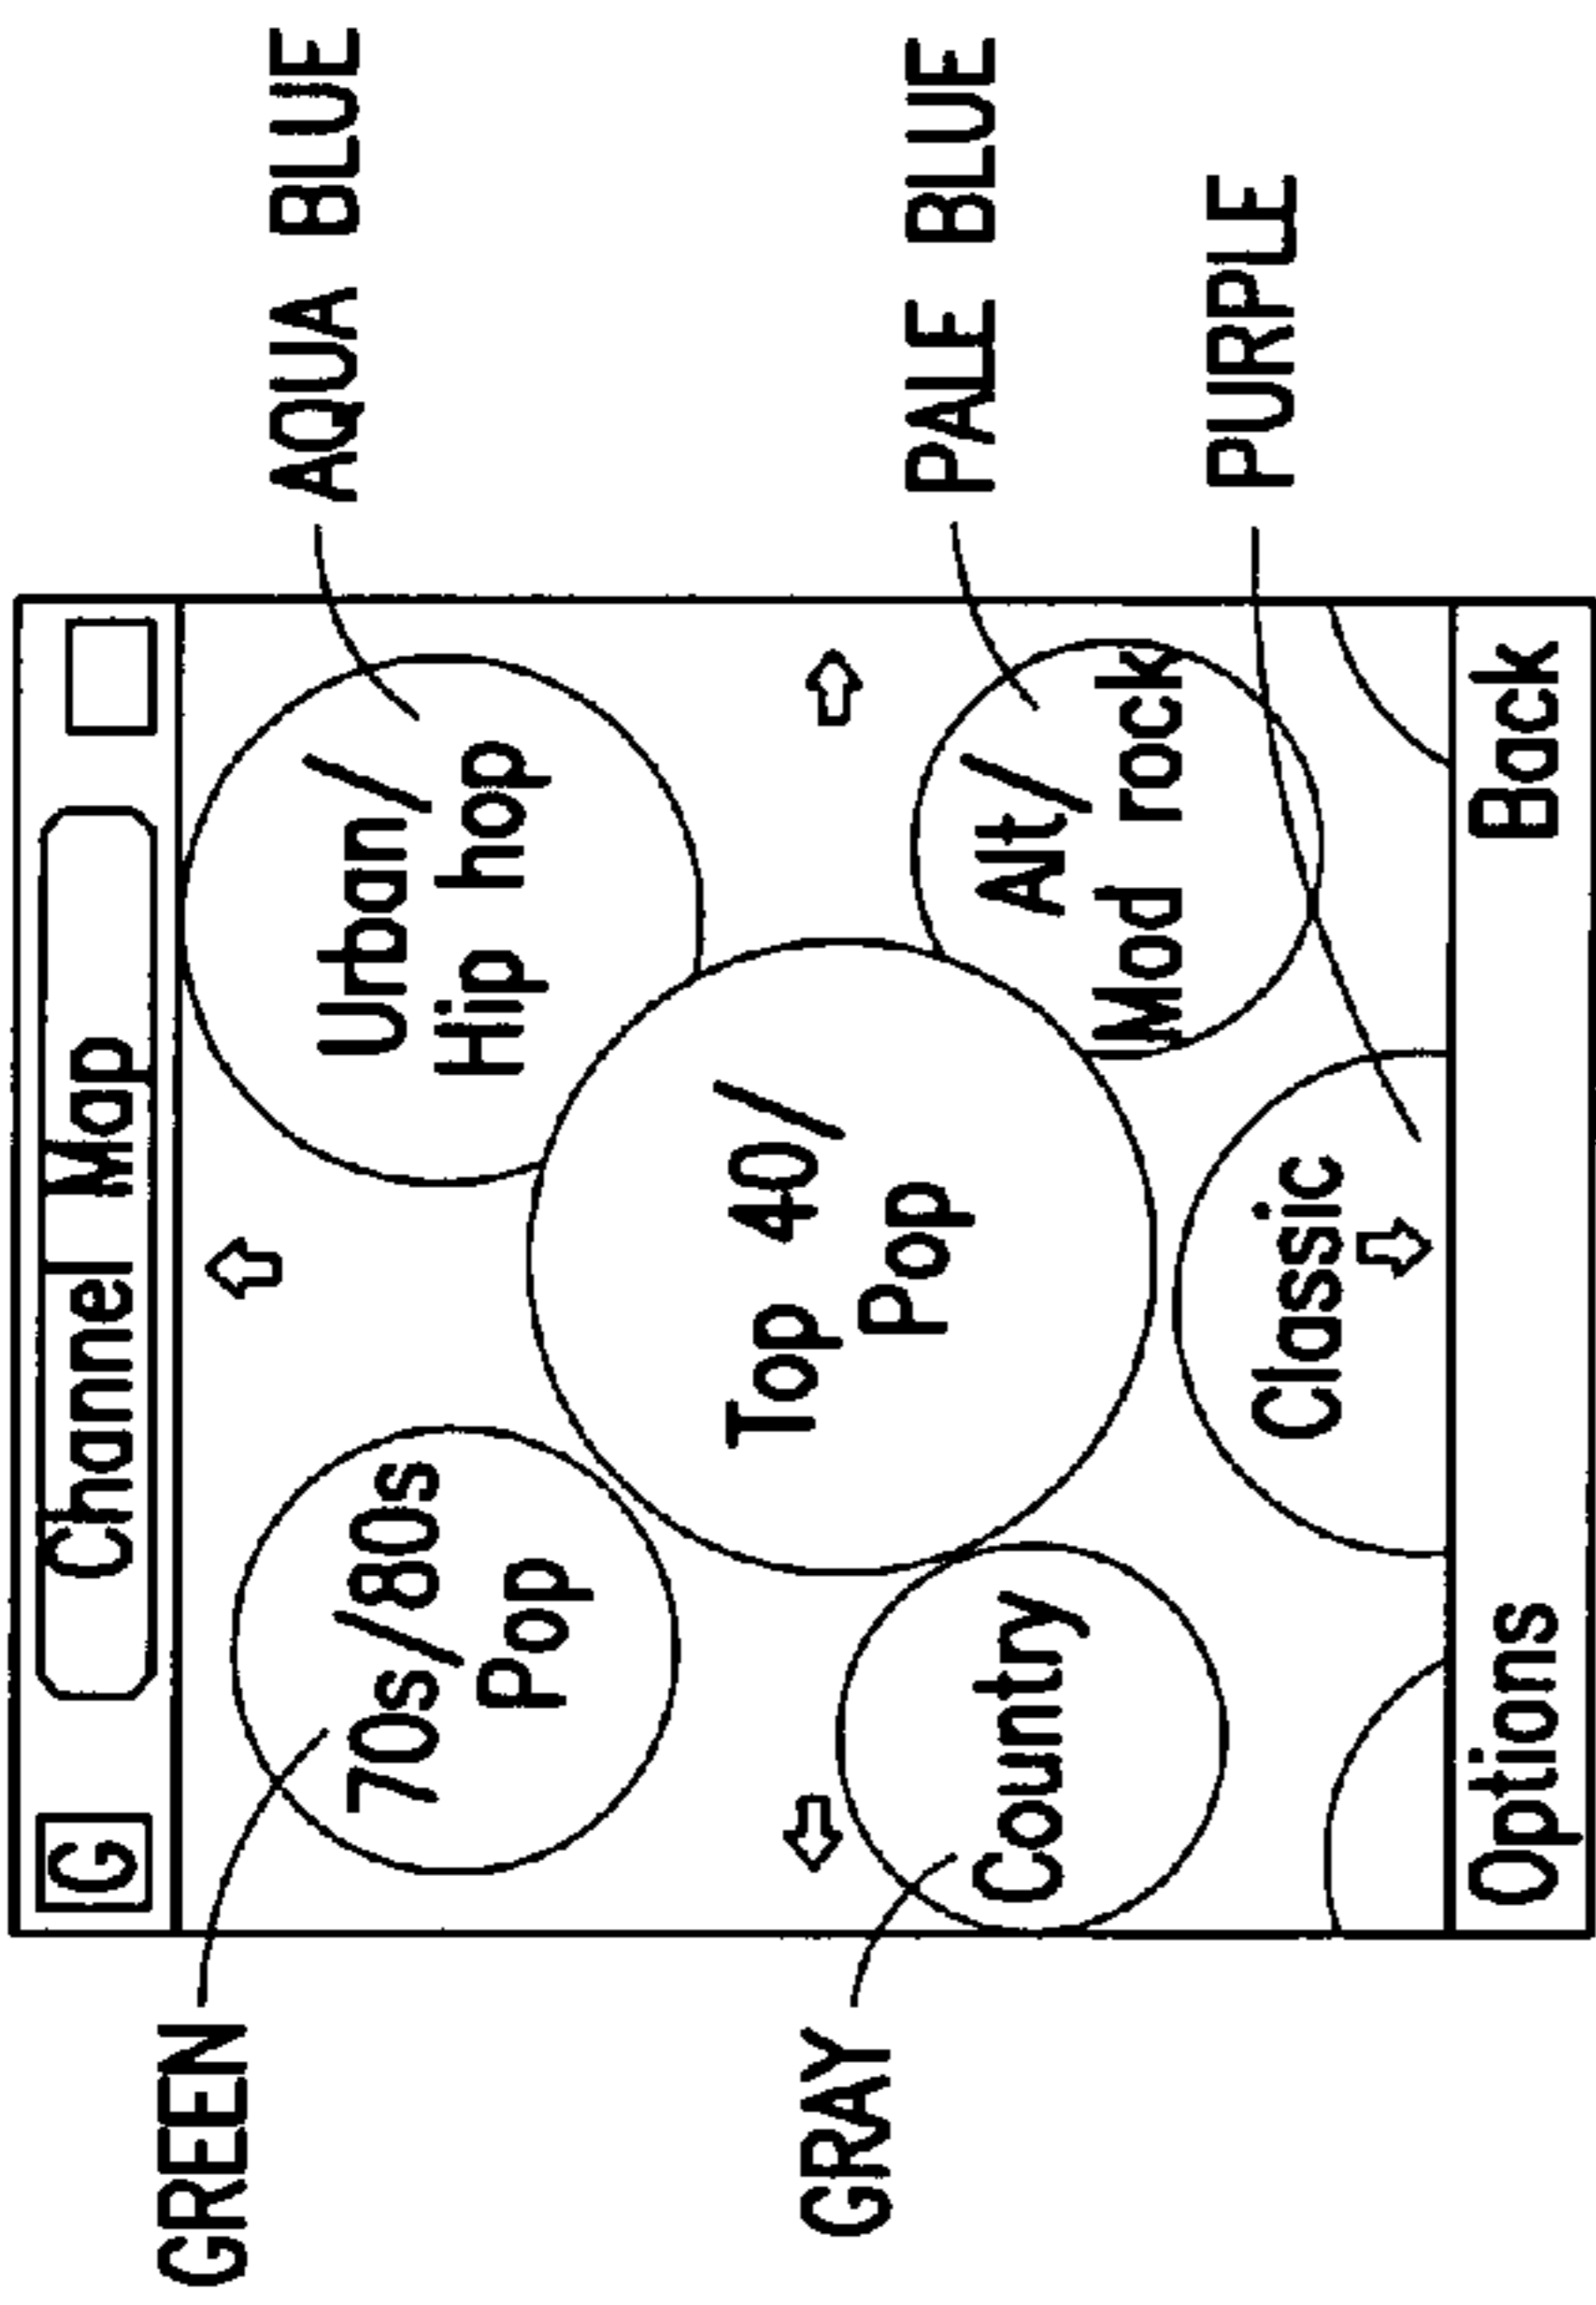 G
Channel Map
GREEN
70s/80s
Pop
Urban/
Hip hop
AQUA BLUE
Top 40/
Pop
GRAY
Country
Alt/
Mod rock
PALE BLUE
Classic
PURPLE
Options
Back